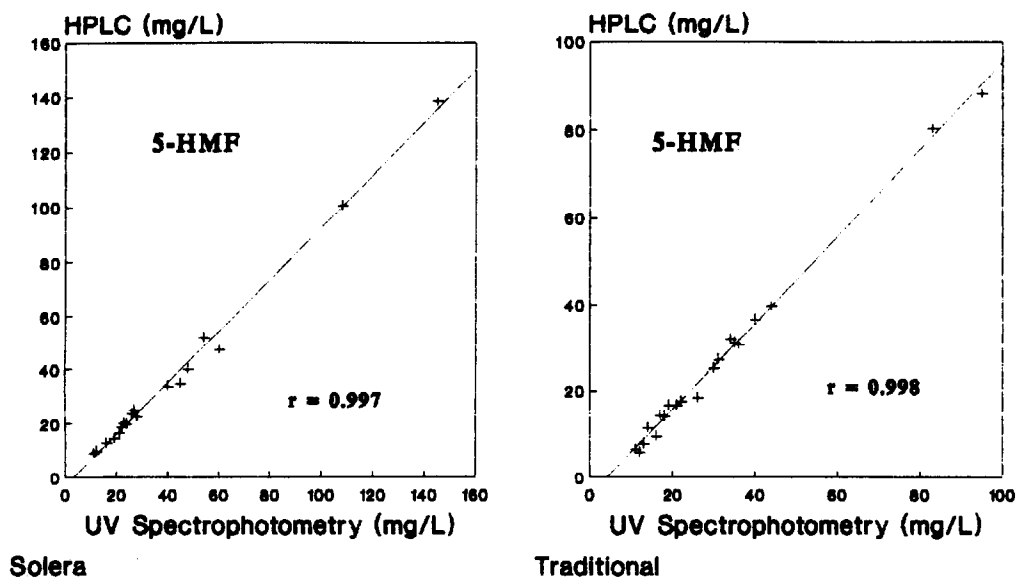 HPLC (mg/L)
160
140
120
100
80
60
40
20
0
5-HMF
r = 0.997
0 20 40 60 80 100 120 140 160
UV Spectrophotometry (mg/L)
Solera
HPLC (mg/L)
100
80
60
40
20
0
5-HMF
r = 0.998
0 20 40 60 80 100
UV Spectrophotometry (mg/L)
Traditional